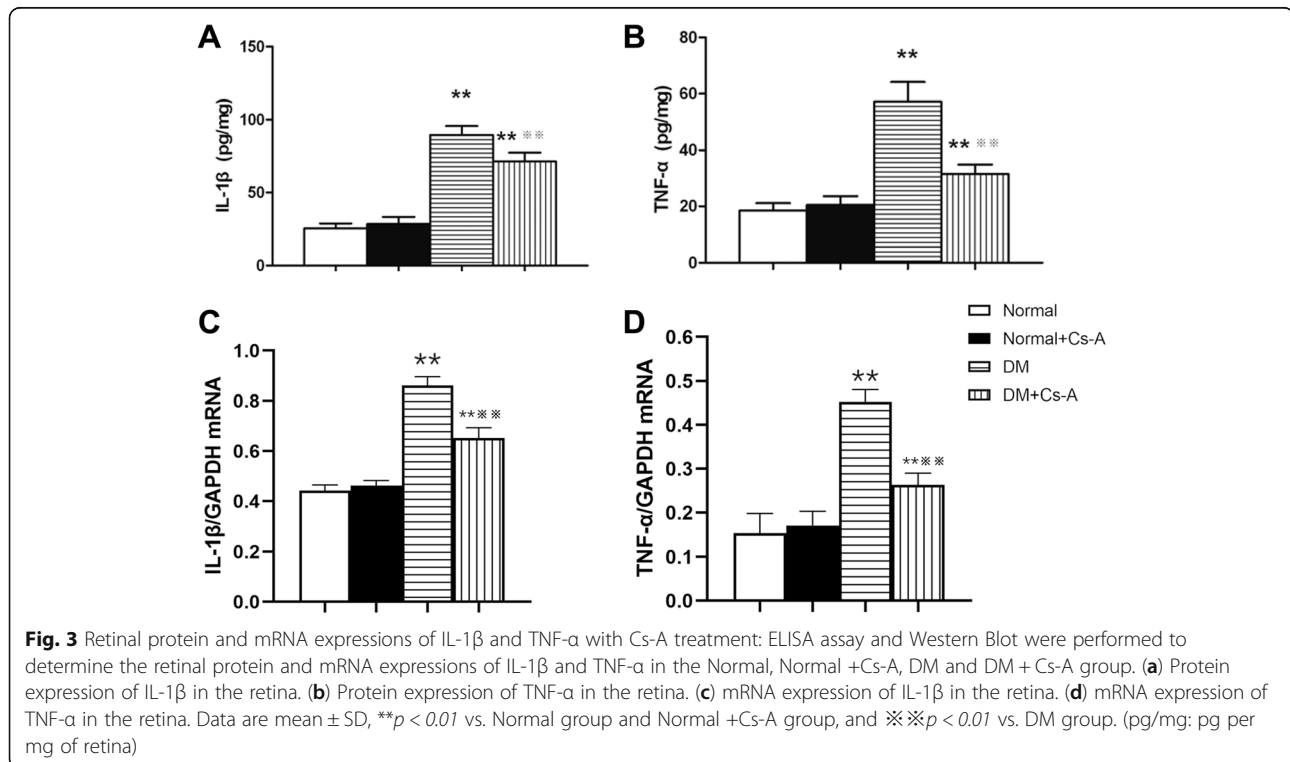 A
150
100
50
0
IL-1β (pg/mg)
**
** ※※
B
80
60
40
20
0
TNF-α (pg/mg)
**
** ※※
C
1.0
0.8
0.6
0.4
0.2
0.0
IL-1β/GAPDH mRNA
**
**※※
D
0.6
0.5
0.4
0.3
0.2
0.1
0.0
TNF-α/GAPDH mRNA
**
**※※
Normal
Normal+Cs-A
DM
DM+Cs-A
Fig. 3 Retinal protein and mRNA expressions of IL-1β and TNF-α with Cs-A treatment: ELISA assay and Western Blot were performed to
determine the retinal protein and mRNA expressions of IL-1β and TNF-α in the Normal, Normal +Cs-A, DM and DM + Cs-A group. (a) Protein
expression of IL-1β in the retina. (b) Protein expression of TNF-α in the retina. (c) mRNA expression of IL-1β in the retina. (d) mRNA expression of
TNF-α in the retina. Data are mean ± SD, **p < 0.01 vs. Normal group and Normal +Cs-A group, and ※※p < 0.01 vs. DM group. (pg/mg: pg per
mg of retina)